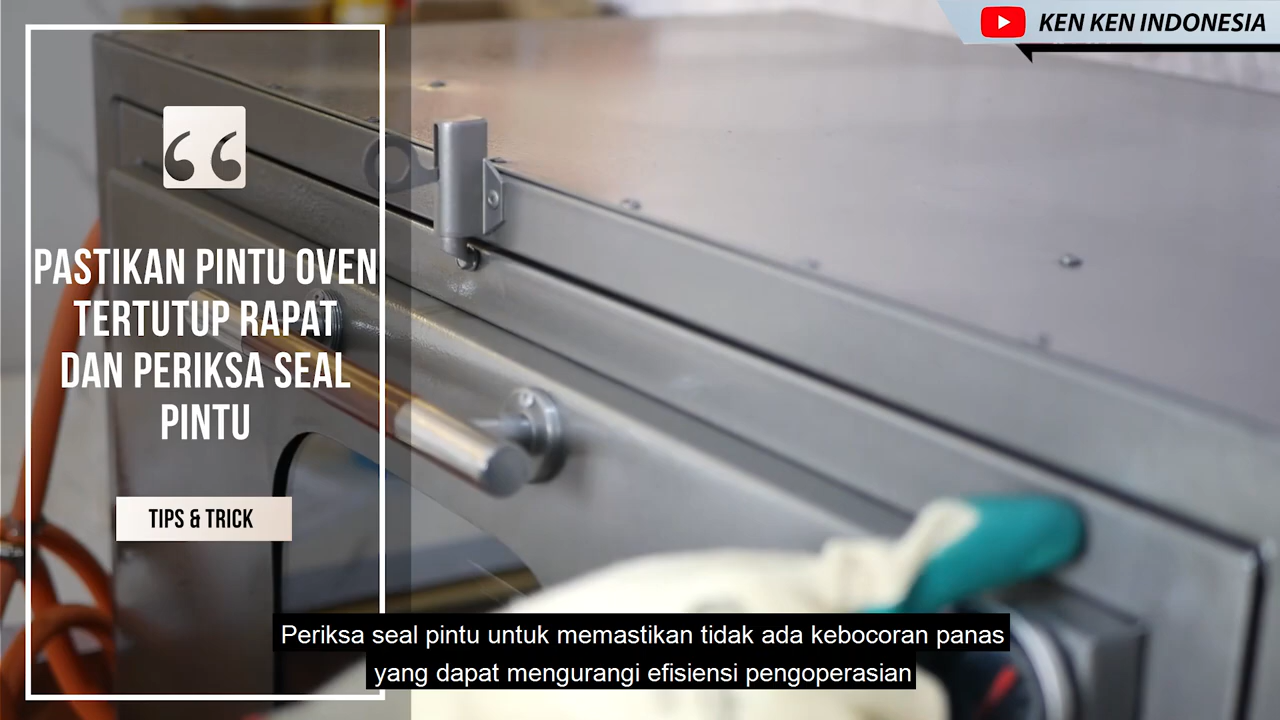 KEN KEN INDONESIA
PASTIKAN PINTU OVEN
TERTUTUP RAPAT
DAN PERIKSA SEAL
PINTU
TIPS & TRICK
Periksa seal pintu untuk memastikan tidak ada kebocoran panas
yang dapat mengurangi efisiensi pengoperasian